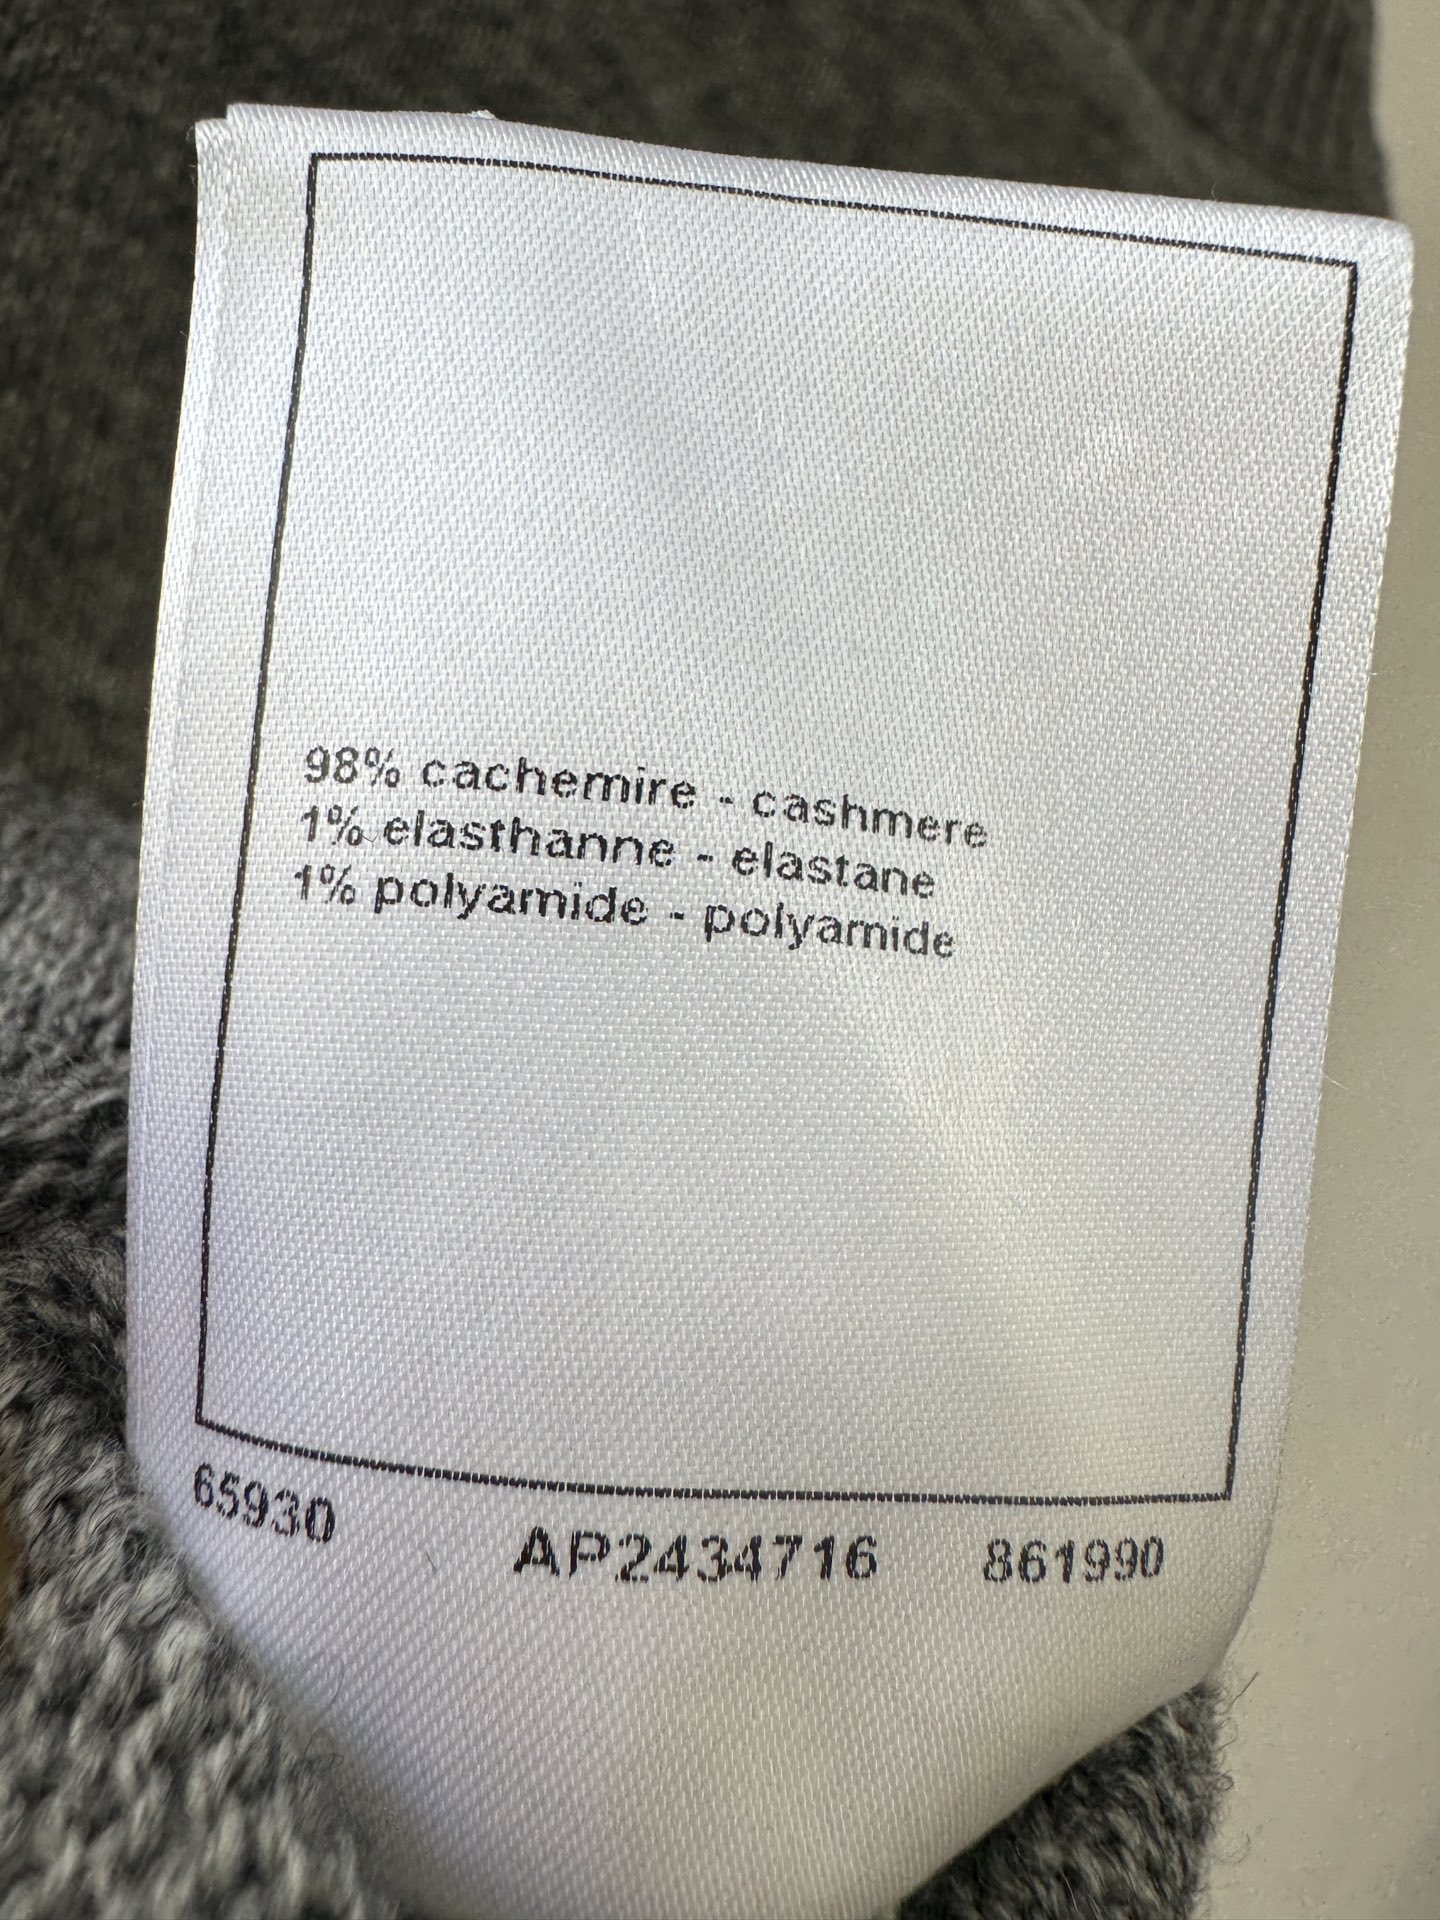 98% cachemire - cashmere
1% elasthanne - elastane
1% polyamide - polyamide
65930 AP2434716 861990